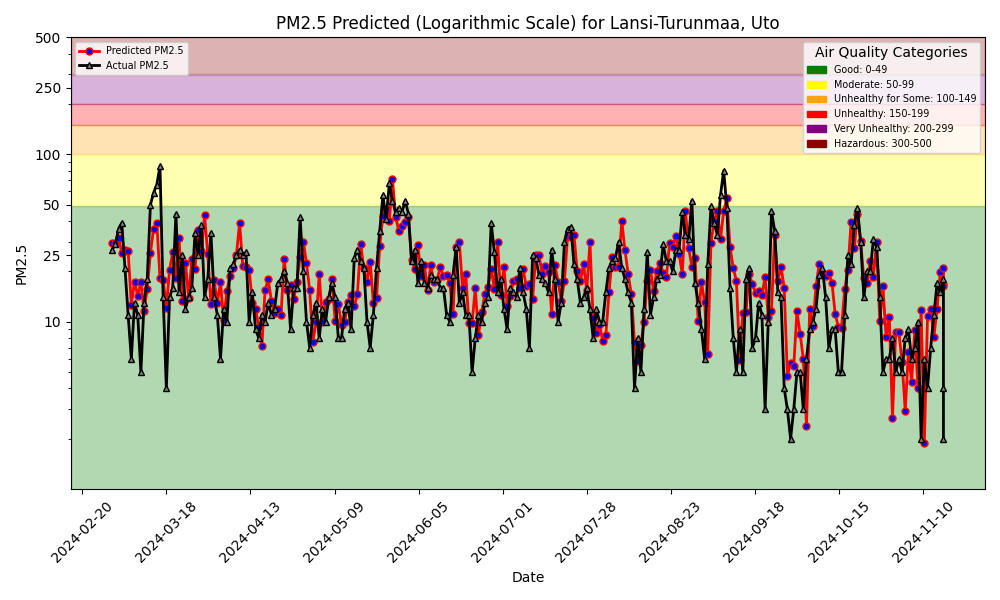 PM2.5 Predicted (Logarithmic Scale) for Lansi-Turunmaa, Uto
Predicted PM2.5
Actual PM2.5
Air Quality Categories
Good: 0-49
Moderate: 50-99
Unhealthy for Some: 100-149
Unhealthy: 150-199
Very Unhealthy: 200-299
Hazardous: 300-500
500
250
100
50
25
10
PM2.5
2024-02-20
2024-03-18
2024-04-13
2024-05-09
2024-06-05
2024-07-01
2024-07-28
2024-08-23
2024-09-18
2024-10-15
2024-11-10
Date